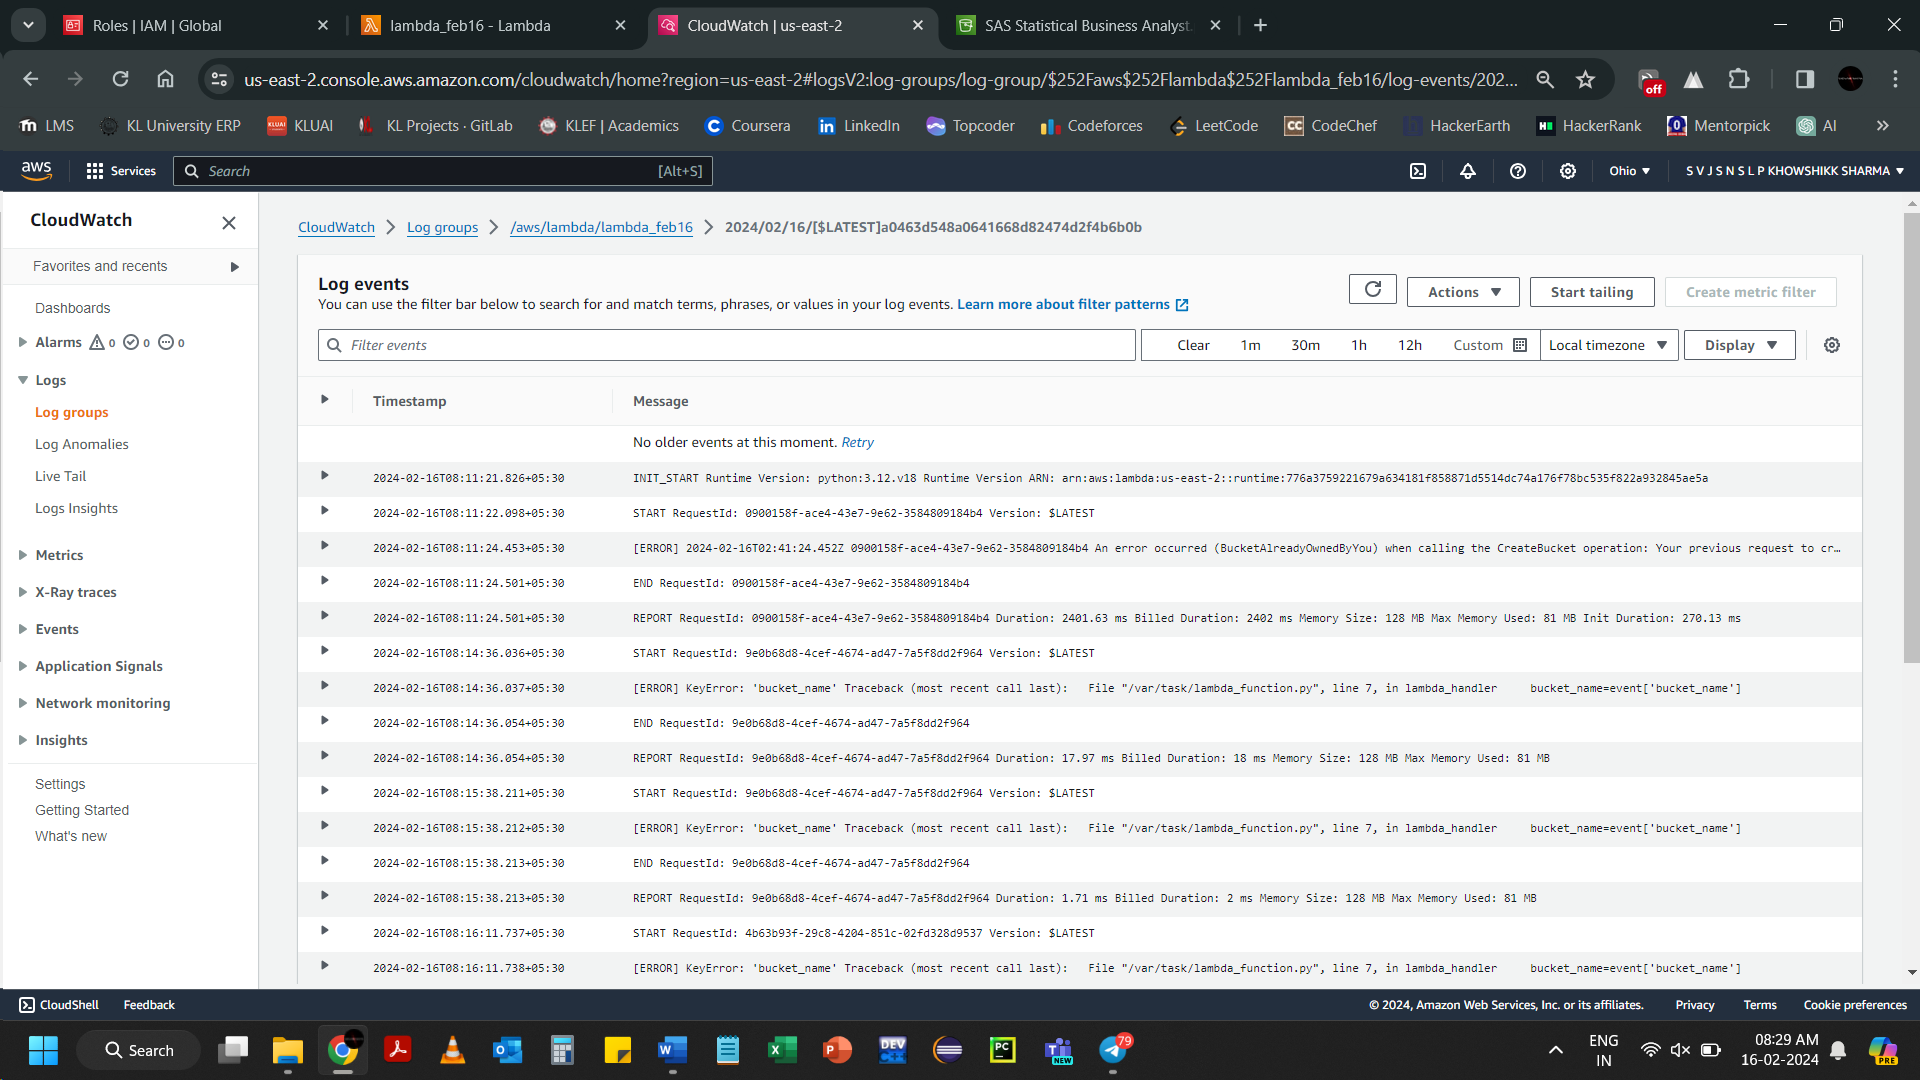 Roles | IAM | Global
lambda_feb16 - Lambda
CloudWatch | us-east-2
SAS Statistical Business Analyst
us-east-2.console.aws.amazon.com/cloudwatch/home?region=us-east-2#logsV2:log-groups/log-group/$252Faws$252Flambda$252Flambda_feb16/log-events/202...
off
LMS
KL University ERP
KLUAI
KL Projects · GitLab
KLEF | Academics
Coursera
LinkedIn
Topcoder
Codeforces
LeetCode
CodeChef
HackerEarth
HackerRank
Mentorpick
AI
aws
Services
Search
[Alt+S]
Ohio
S V J S N S L P KHOWSHIKK SHARMA
CloudWatch
Favorites and recents
Dashboards
Alarms 0 0 0
Logs
Log groups
Log Anomalies
Live Tail
Logs Insights
Metrics
X-Ray traces
Events
Application Signals
Network monitoring
Insights
Settings
Getting Started
What's new
CloudWatch
Log groups
/aws/lambda/lambda_feb16
2024/02/16/[$LATEST]a0463d548a0641668d82474d2f4b6b0b
Log events
You can use the filter bar below to search for and match terms, phrases, or values in your log events. Learn more about filter patterns
Actions
Start tailing
Create metric filter
Filter events
Clear 1m 30m 1h 12h Custom
Local timezone
Display
Timestamp Message
No older events at this moment. Retry
2024-02-16T08:11:21.826+05:30 INIT_START Runtime Version: python:3.12.v18 Runtime Version ARN: arn:aws:lambda:us-east-2::runtime:776a3759221679a634181f858871d5514dc74a176f78bc535f822a932845ae5a
2024-02-16T08:11:22.098+05:30 START RequestId: 0900158f-ace4-43e7-9e62-3584809184b4 Version: $LATEST
2024-02-16T08:11:24.453+05:30 [ERROR] 2024-02-16T02:41:24.452Z 0900158f-ace4-43e7-9e62-3584809184b4 An error occurred (BucketAlreadyOwnedByYou) when calling the CreateBucket operation: Your previous request to cr…
2024-02-16T08:11:24.501+05:30 END RequestId: 0900158f-ace4-43e7-9e62-3584809184b4
2024-02-16T08:11:24.501+05:30 REPORT RequestId: 0900158f-ace4-43e7-9e62-3584809184b4 Duration: 2401.63 ms Billed Duration: 2402 ms Memory Size: 128 MB Max Memory Used: 81 MB Init Duration: 270.13 ms
2024-02-16T08:14:36.036+05:30 START RequestId: 9e0b68d8-4cef-4674-ad47-7a5f8dd2f964 Version: $LATEST
2024-02-16T08:14:36.037+05:30 [ERROR] KeyError: 'bucket_name' Traceback (most recent call last): File "/var/task/lambda_function.py", line 7, in lambda_handler bucket_name=event['bucket_name']
2024-02-16T08:14:36.054+05:30 END RequestId: 9e0b68d8-4cef-4674-ad47-7a5f8dd2f964
2024-02-16T08:14:36.054+05:30 REPORT RequestId: 9e0b68d8-4cef-4674-ad47-7a5f8dd2f964 Duration: 17.97 ms Billed Duration: 18 ms Memory Size: 128 MB Max Memory Used: 81 MB
2024-02-16T08:15:38.211+05:30 START RequestId: 9e0b68d8-4cef-4674-ad47-7a5f8dd2f964 Version: $LATEST
2024-02-16T08:15:38.212+05:30 [ERROR] KeyError: 'bucket_name' Traceback (most recent call last): File "/var/task/lambda_function.py", line 7, in lambda_handler bucket_name=event['bucket_name']
2024-02-16T08:15:38.213+05:30 END RequestId: 9e0b68d8-4cef-4674-ad47-7a5f8dd2f964
2024-02-16T08:15:38.213+05:30 REPORT RequestId: 9e0b68d8-4cef-4674-ad47-7a5f8dd2f964 Duration: 1.71 ms Billed Duration: 2 ms Memory Size: 128 MB Max Memory Used: 81 MB
2024-02-16T08:16:11.737+05:30 START RequestId: 4b63b93f-29c8-4204-851c-02fd328d9537 Version: $LATEST
2024-02-16T08:16:11.738+05:30 [ERROR] KeyError: 'bucket_name' Traceback (most recent call last): File "/var/task/lambda_function.py", line 7, in lambda_handler bucket_name=event['bucket_name']
CloudShell
Feedback
© 2024, Amazon Web Services, Inc. or its affiliates.
Privacy
Terms
Cookie preferences
Search
DEV
NEW
79
ENG
IN
08:29 AM
16-02-2024
PRE